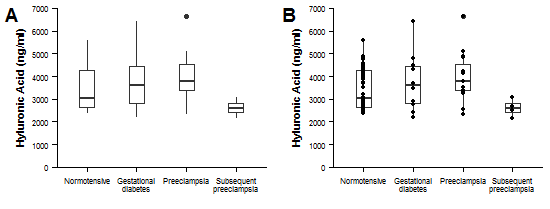 A
Hyluronic Acid (ng/ml)
7000
6000
5000
4000
3000
2000
1000
0
Normotensive
Gestational
diabetes
Preeclampsia
Subsequent
preeclampsia
B
Hyluronic Acid (ng/ml)
7000
6000
5000
4000
3000
2000
1000
0
Normotensive
Gestational
diabetes
Preeclampsia
Subsequent
preeclampsia